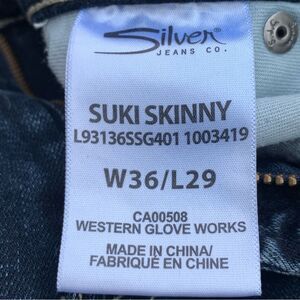 Silver
JEANS CO.
SUKI SKINNY
L93136SSG401 1003419
W36/L29
CA00508
WESTERN GLOVE WORKS
MADE IN CHINA/
FABRIQUÉ EN CHINE